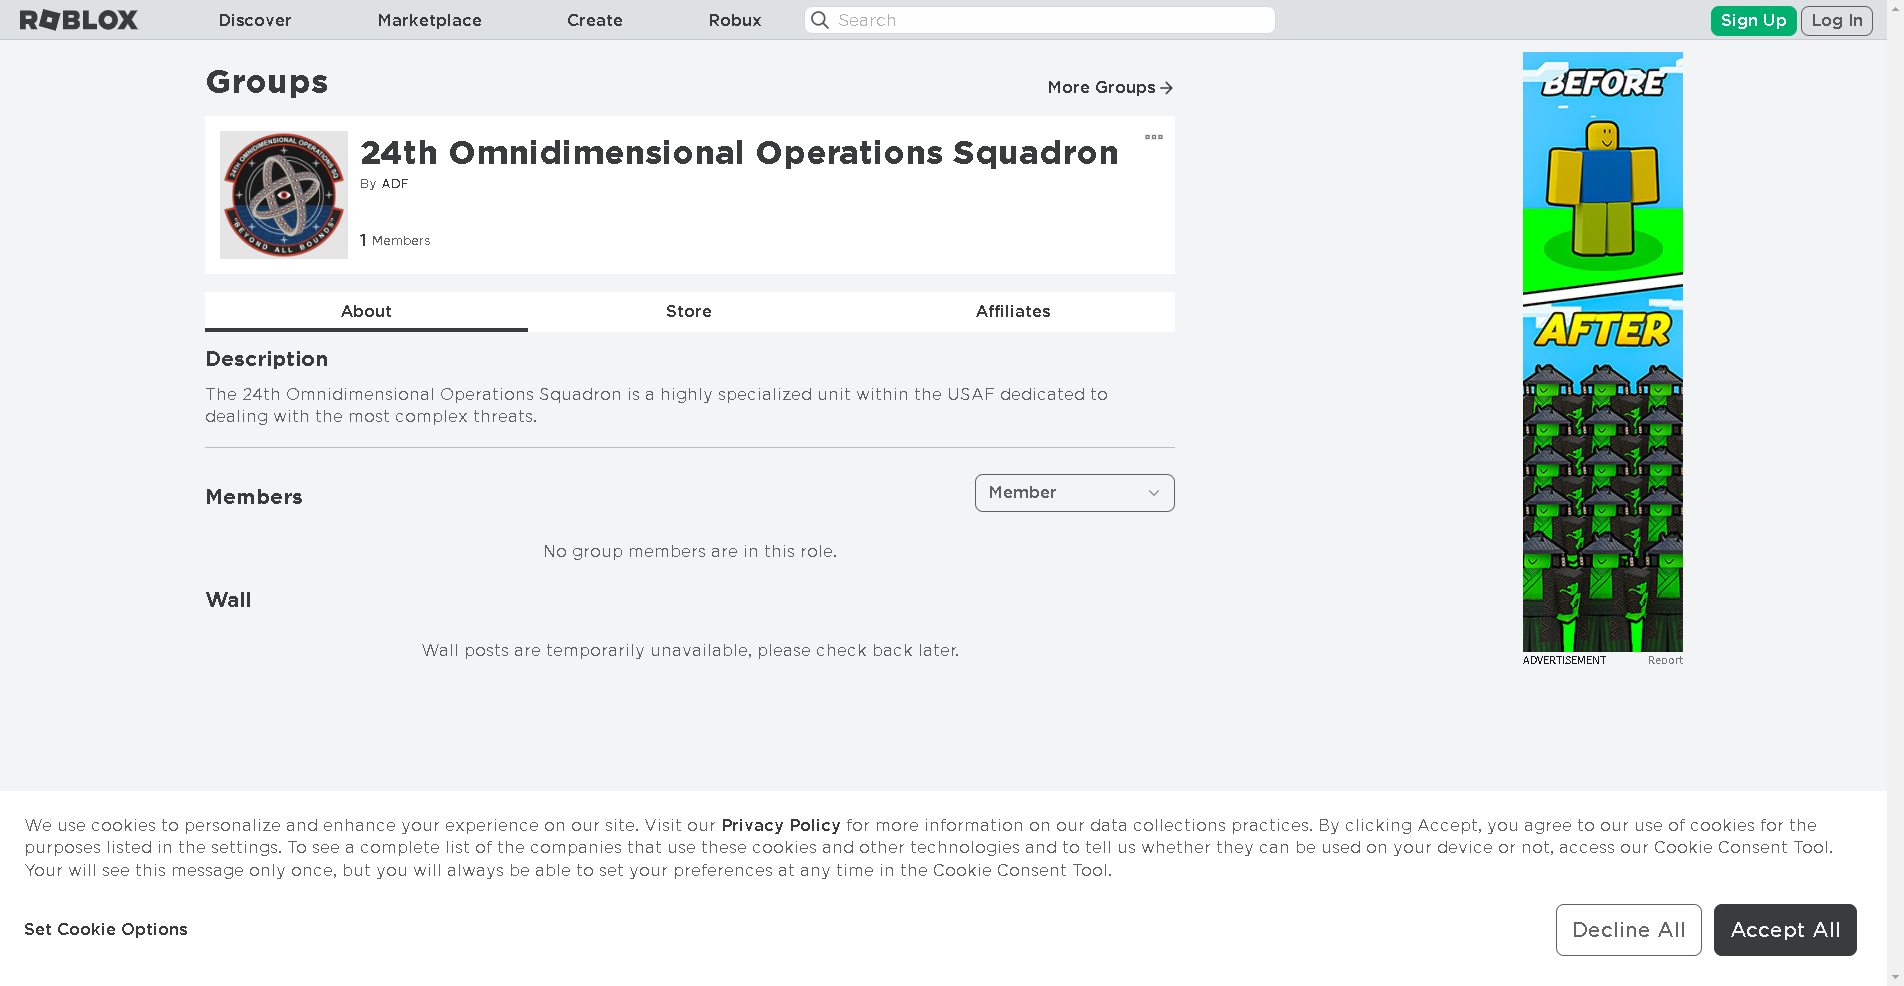 ROBLOX
Discover
Marketplace
Create
Robux
Search
Sign Up
Log In
Groups
More Groups
24th Omnidimensional Operations Squadron
By ADF
1 Members
24TH OMNIDIMENSIONAL OPERATIONS SQ
"BEYOND ALL BOUNDS"
About
Store
Affiliates
Description
The 24th Omnidimensional Operations Squadron is a highly specialized unit within the USAF dedicated to
dealing with the most complex threats.
Members
Member
No group members are in this role.
Wall
Wall posts are temporarily unavailable, please check back later.
BEFORE
AFTER
ADVERTISEMENT
Report
We use cookies to personalize and enhance your experience on our site. Visit our Privacy Policy for more information on our data collections practices. By clicking Accept, you agree to our use of cookies for the
purposes listed in the settings. To see a complete list of the companies that use these cookies and other technologies and to tell us whether they can be used on your device or not, access our Cookie Consent Tool.
Your will see this message only once, but you will always be able to set your preferences at any time in the Cookie Consent Tool.
Set Cookie Options
Decline All
Accept All